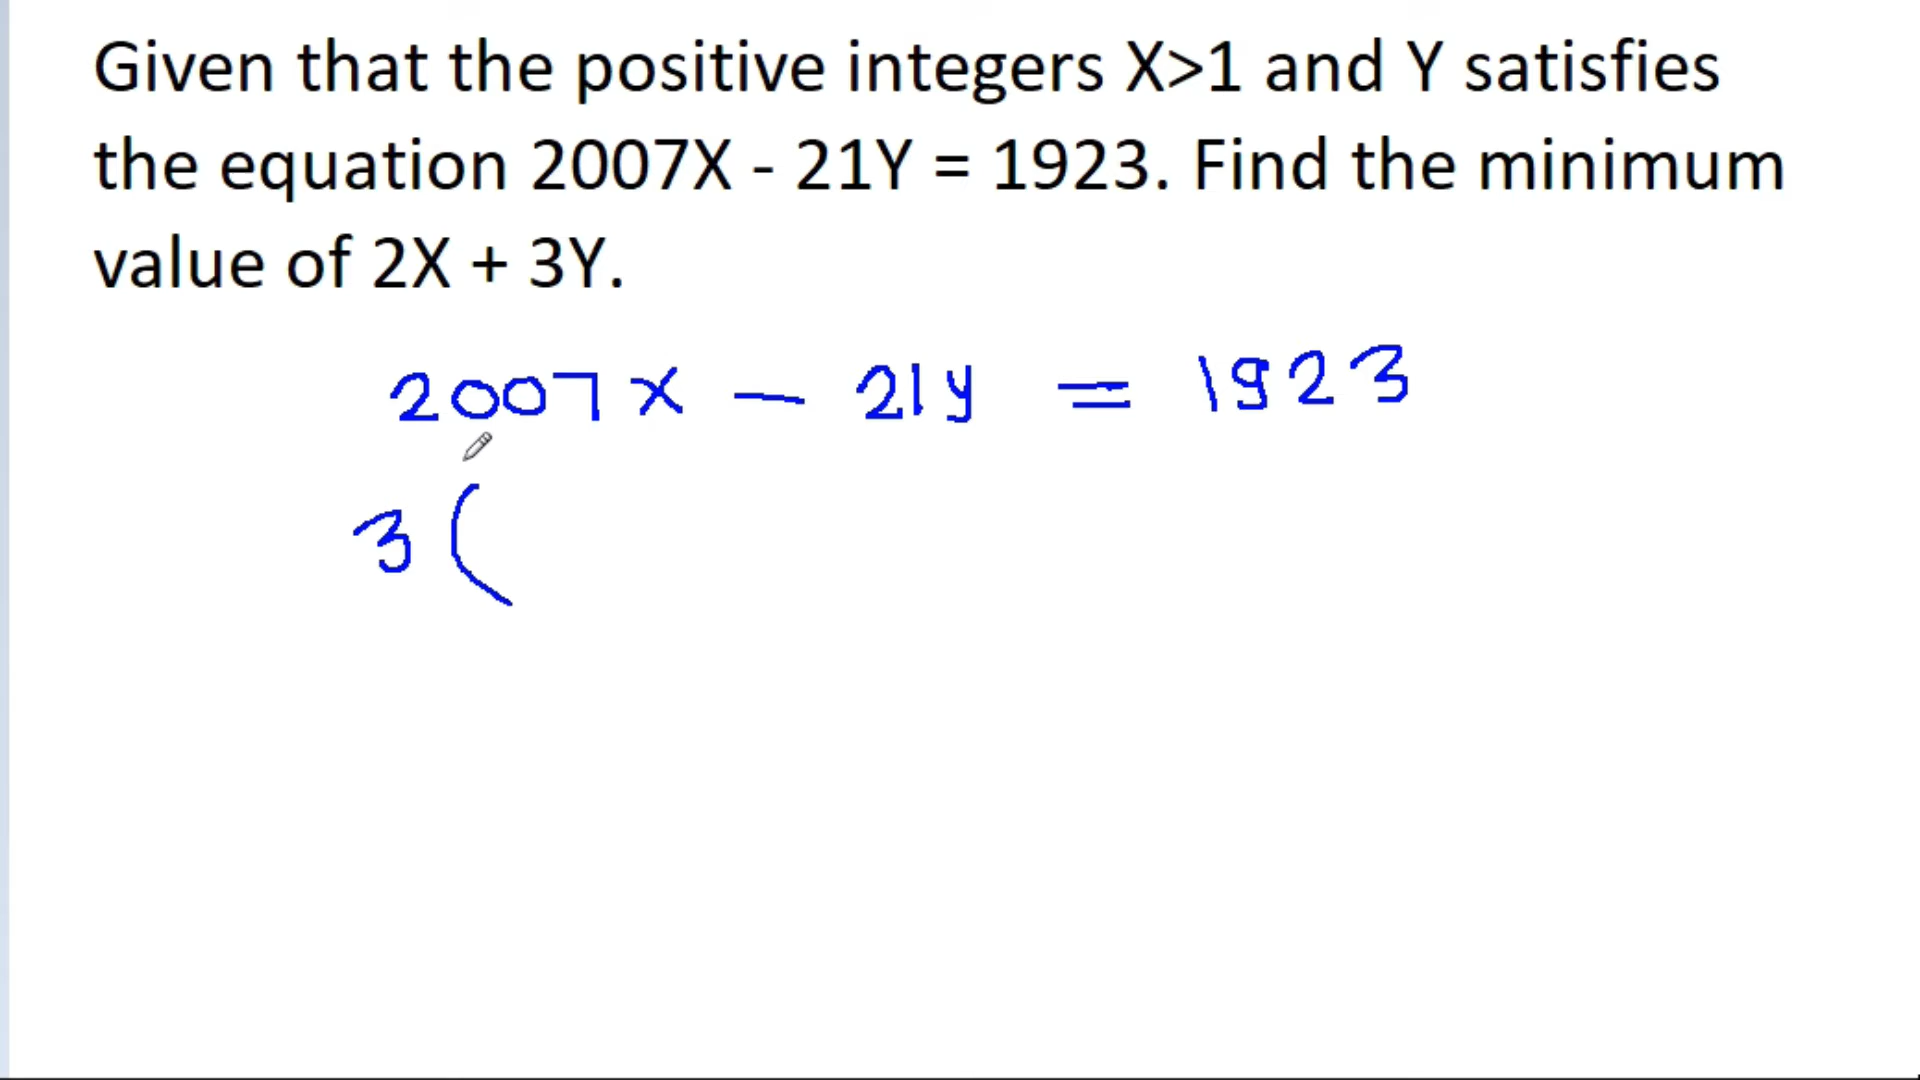 Given that the positive integers X>1 and Y satisfies
the equation 2007X - 21Y = 1923. Find the minimum
value of 2X + 3Y.
2007x - 21y = 1923
3(